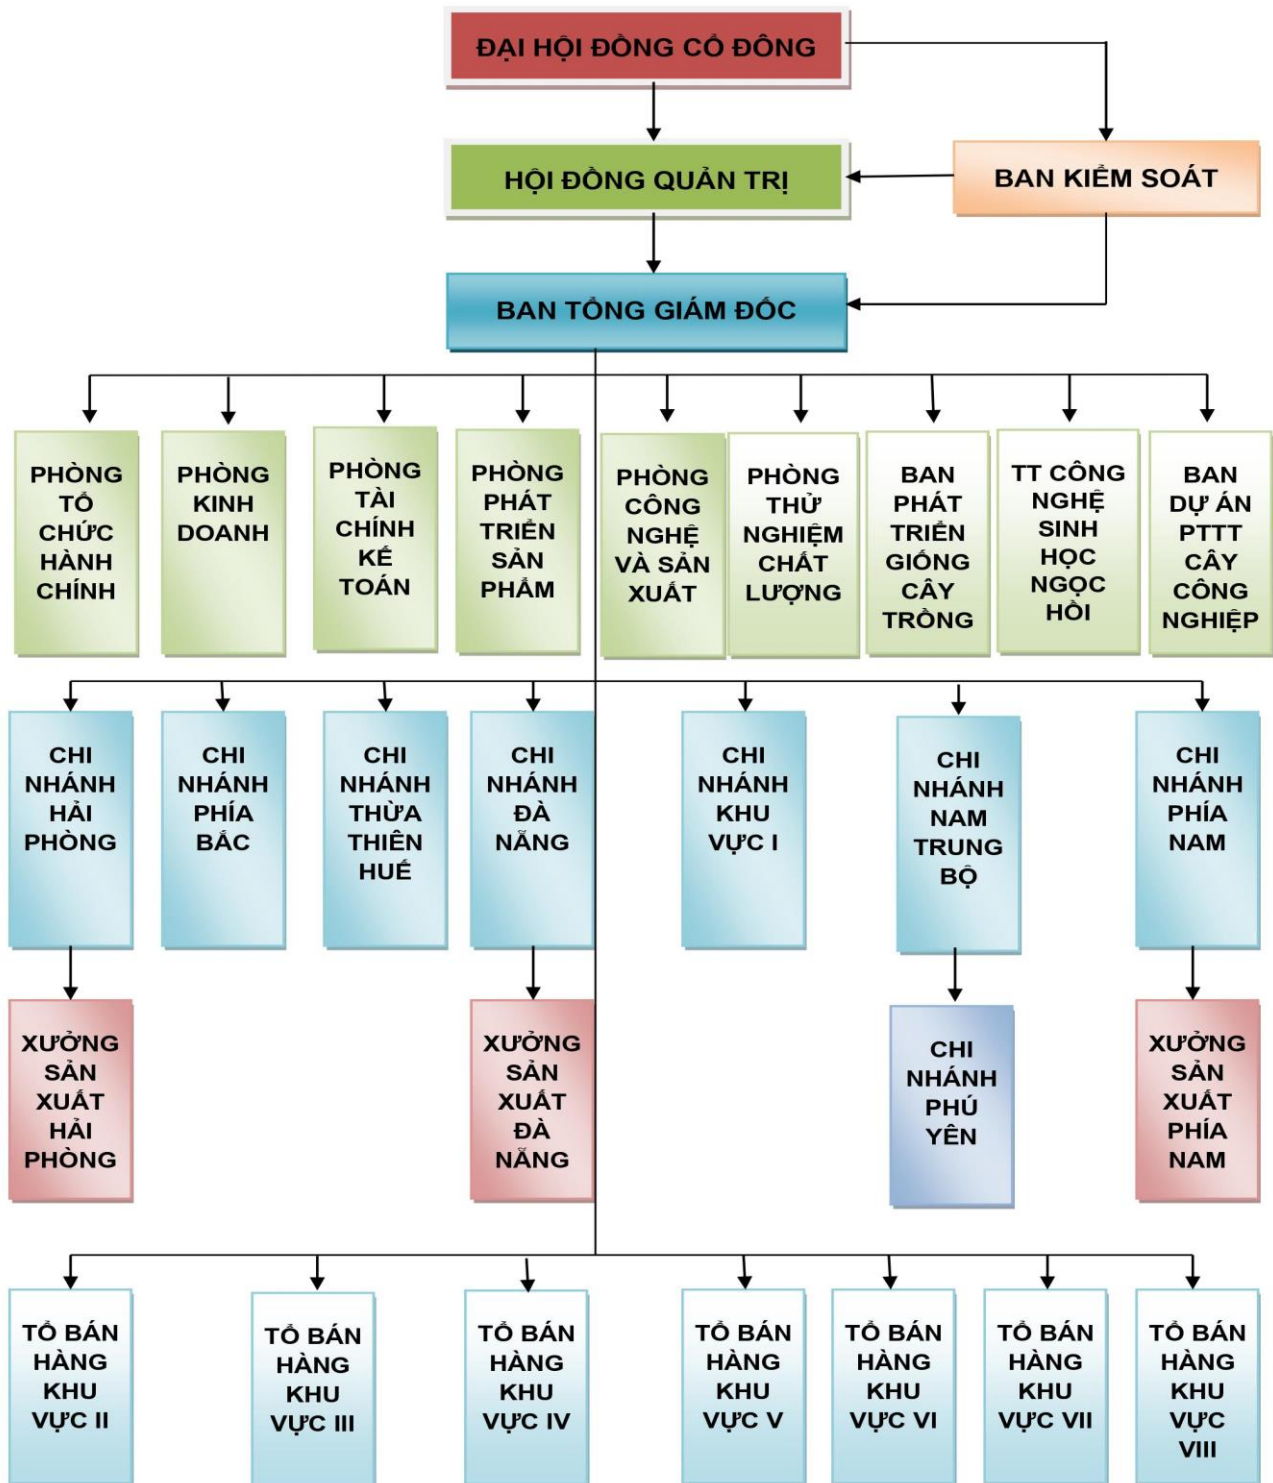 ĐẠI HỘI ĐỒNG CỔ ĐÔNG
HỘI ĐỒNG QUẢN TRỊ
BAN KIỂM SOÁT
BAN TỔNG GIÁM ĐỐC
PHÒNG
TỔ
CHỨC
HÀNH
CHÍNH
PHÒNG
KINH
DOANH
PHÒNG
TÀI
CHÍNH
KẾ
TOÁN
PHÒNG
PHÁT
TRIỂN
SẢN
PHẨM
PHÒNG
CÔNG
NGHỆ
VÀ SẢN
XUẤT
PHÒNG
THỬ
NGHIỆM
CHẤT
LƯỢNG
BAN
PHÁT
TRIỂN
GIỐNG
CÂY
TRỒNG
TT CÔNG
NGHỆ
SINH
HỌC
NGỌC
HỒI
BAN
DỰ ÁN
PTTT
CÂY
CÔNG
NGHIỆP
CHI
NHÁNH
HẢI
PHÒNG
CHI
NHÁNH
PHÍA
BẮC
CHI
NHÁNH
THỪA
THIÊN
HUẾ
CHI
NHÁNH
ĐÀ
NẴNG
CHI
NHÁNH
KHU
VỰC I
CHI
NHÁNH
NAM
TRUNG
BỘ
CHI
NHÁNH
PHÍA
NAM
XƯỞNG
SẢN
XUẤT
HẢI
PHÒNG
XƯỞNG
SẢN
XUẤT
ĐÀ
NẴNG
CHI
NHÁNH
PHÚ
YÊN
XƯỞNG
SẢN
XUẤT
PHÍA
NAM
TỔ BÁN
HÀNG
KHU
VỰC II
TỔ BÁN
HÀNG
KHU
VỰC III
TỔ BÁN
HÀNG
KHU
VỰC IV
TỔ BÁN
HÀNG
KHU
VỰC V
TỔ BÁN
HÀNG
KHU
VỰC VI
TỔ BÁN
HÀNG
KHU
VỰC VII
TỔ BÁN
HÀNG
KHU
VỰC
VIII